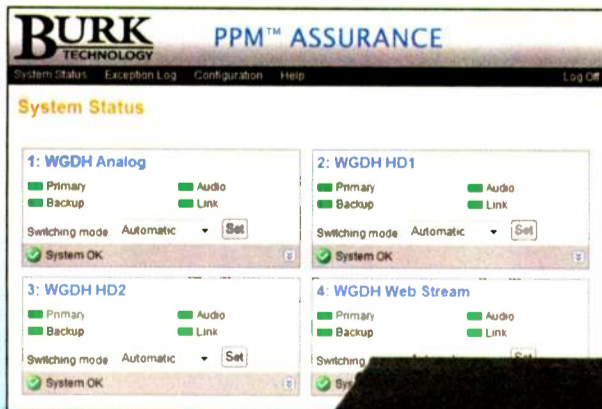 BURK PPM™ ASSURANCE
TECHNOLOGY
System Status Exception Log Configuration Help Log Off
System Status
1: WGDH Analog
Primary Audio
Backup Link
Switching mode Automatic Set
System OK
2: WGDH HD1
Primary Audio
Backup Link
Switching mode Automatic Set
System OK
3: WGDH HD2
Primary Audio
Backup Link
Switching mode Automatic Set
System OK
4: WGDH Web Stream
Primary Audio
Backup Link
Switching